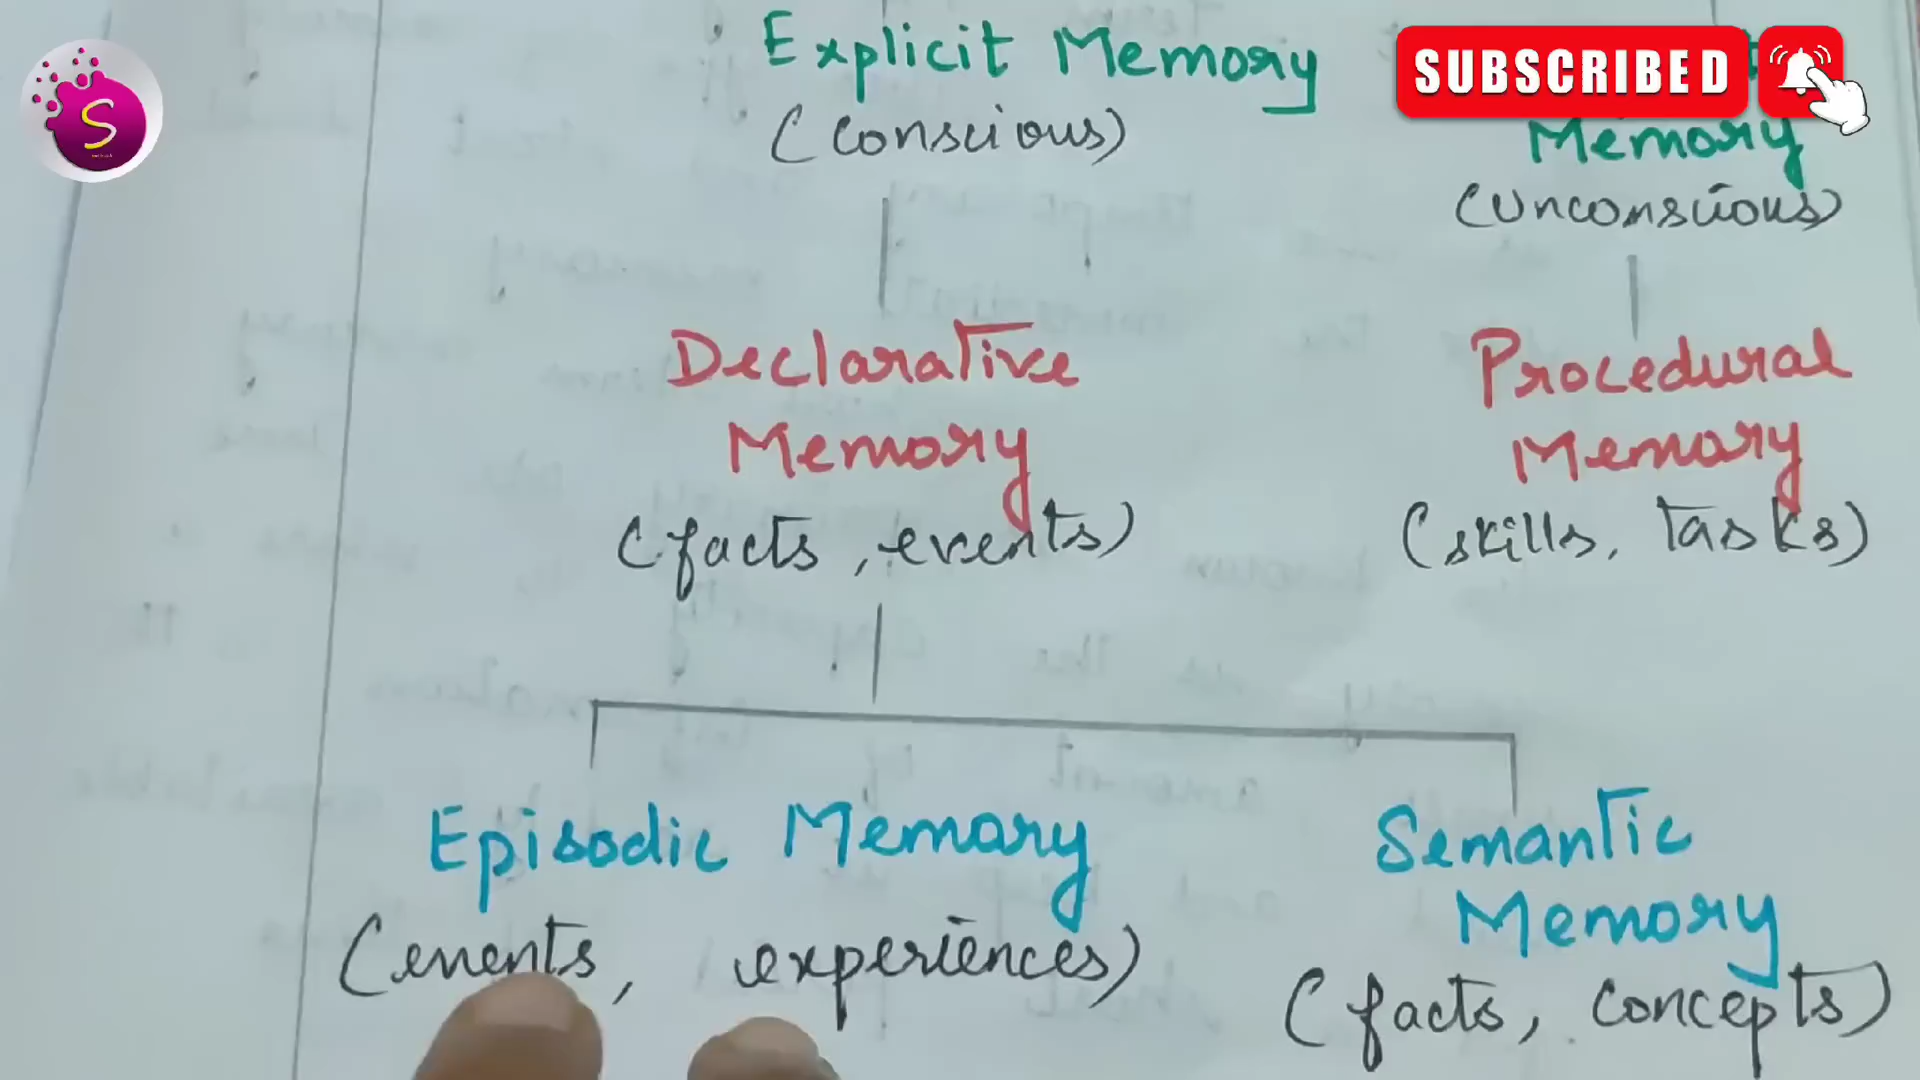 Explicit Memory
SUBSCRIBED
(conscious)
Memory
(unconscious)
Declarative
Memory
(facts, events)
Procedural
Memory
(skills, tasks)
Episodic Memory
(events, experiences)
Semantic
Memory
(facts, concepts)
S